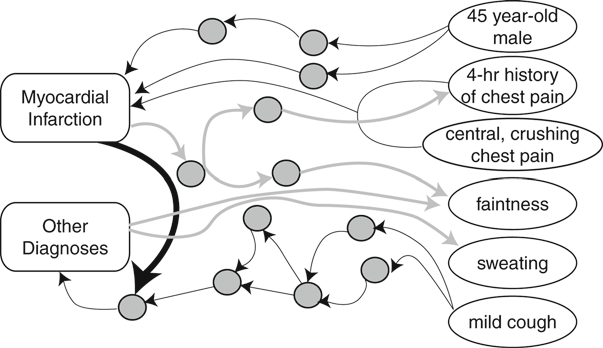 45 year-old
male
4-hr history
of chest pain
Myocardial
Infarction
central, crushing
chest pain
faintness
Other
Diagnoses
sweating
mild cough